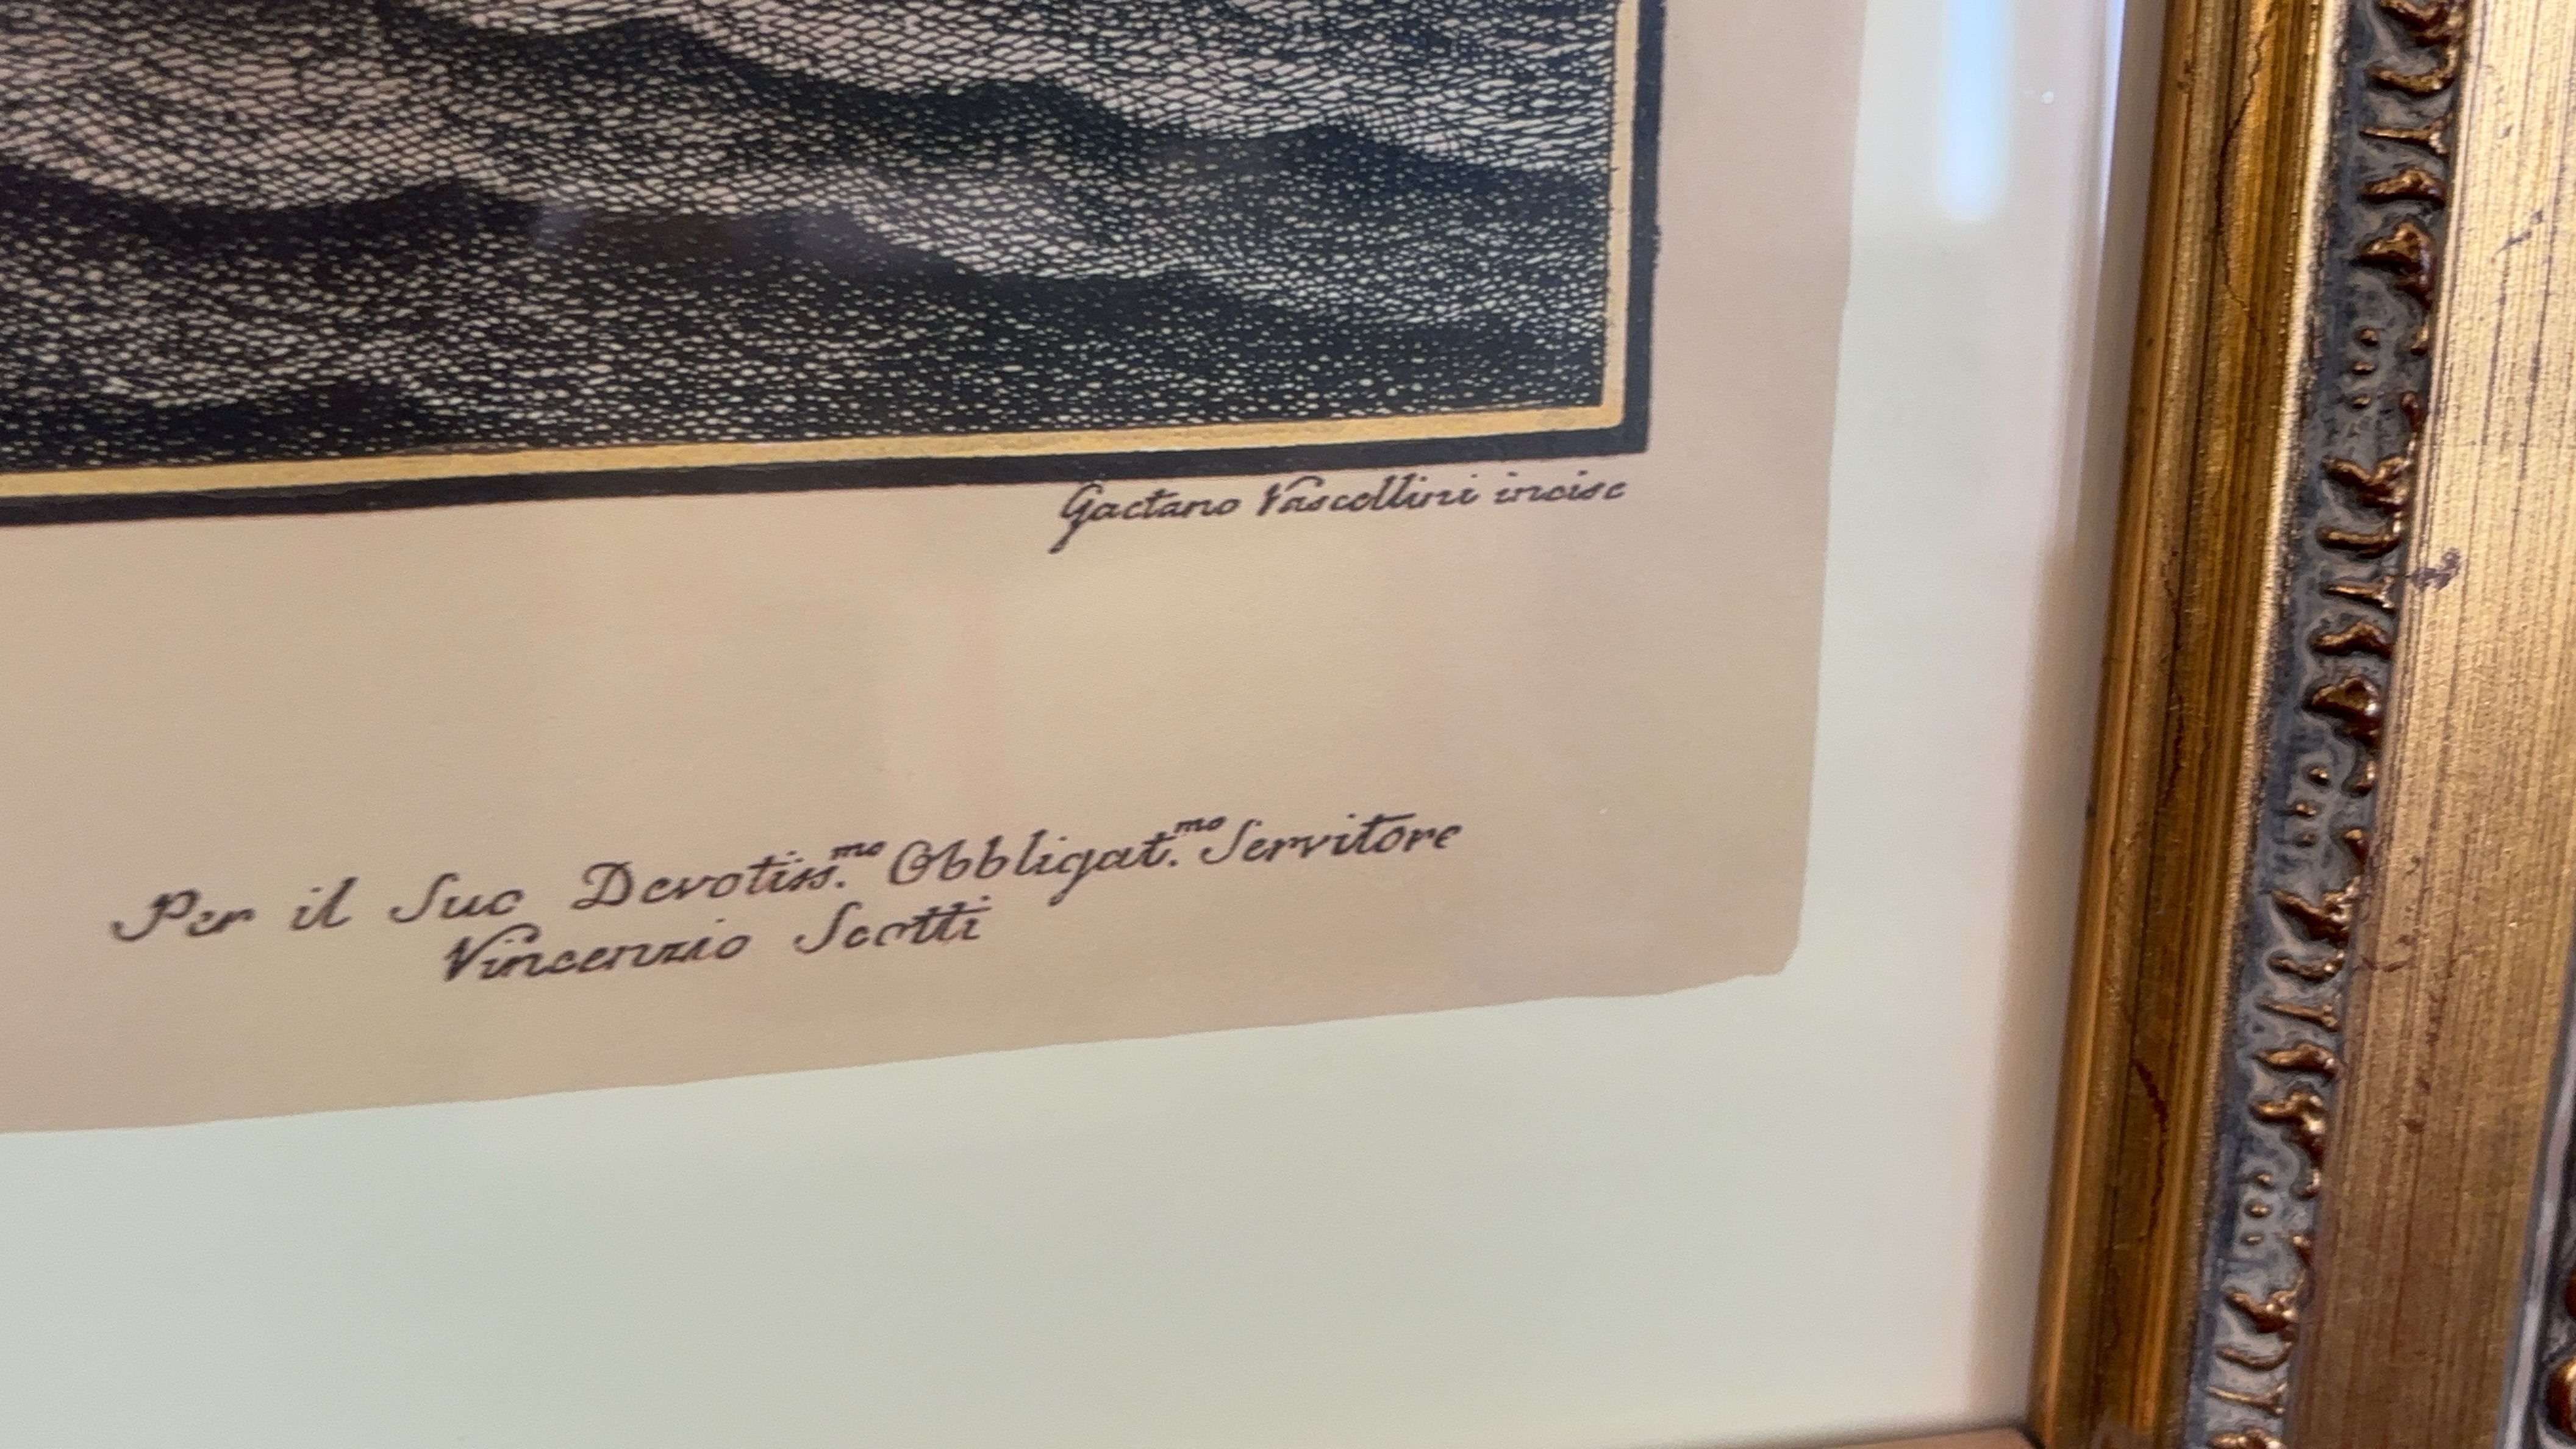 Gaetano Vascellini incise
Per il Suo Devotiss.mo Obbligat.mo Servitore
Vincenzio Scotti